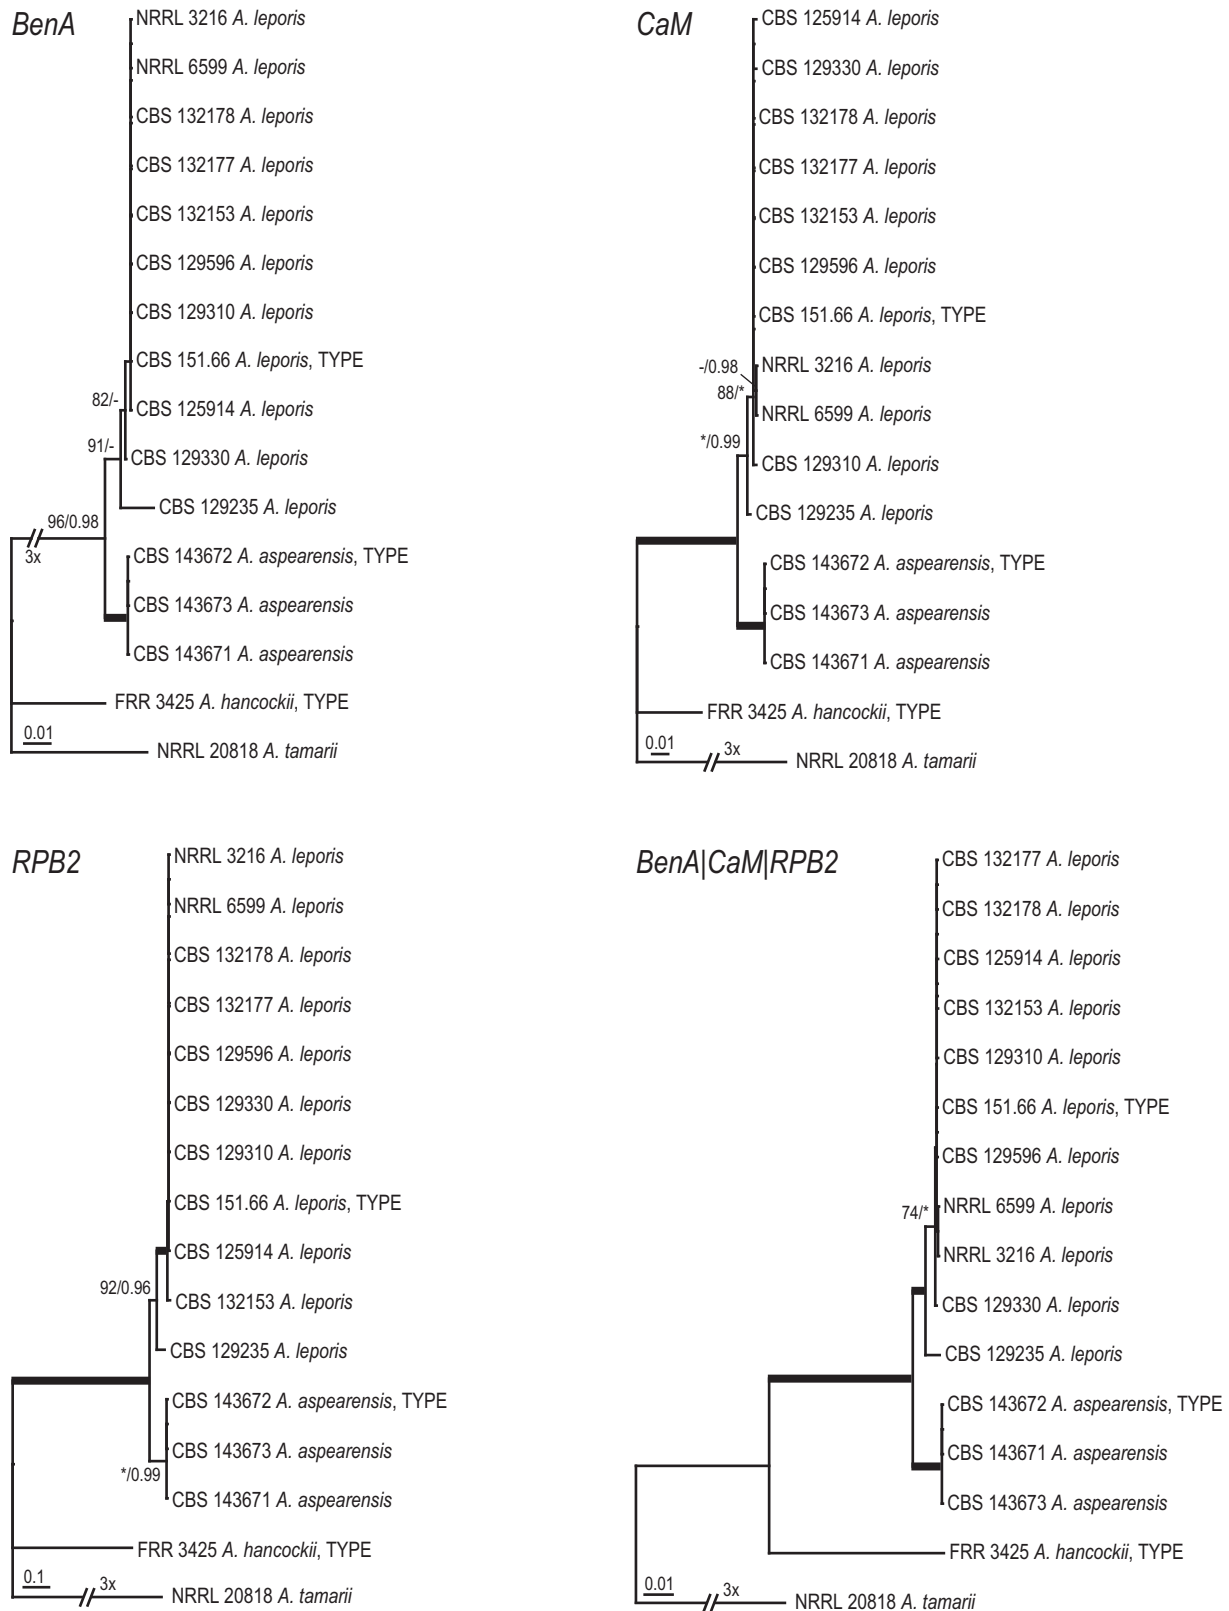 BenA
NRRL 3216 A. leporis
NRRL 6599 A. leporis
CBS 132178 A. leporis
CBS 132177 A. leporis
CBS 132153 A. leporis
CBS 129596 A. leporis
CBS 129310 A. leporis
CBS 151.66 A. leporis, TYPE
82/-
CBS 125914 A. leporis
91/-
CBS 129330 A. leporis
CBS 129235 A. leporis
96/0.98
3x
CBS 143672 A. aspearensis, TYPE
CBS 143673 A. aspearensis
CBS 143671 A. aspearensis
FRR 3425 A. hancockii, TYPE
0.01
NRRL 20818 A. tamarii
CaM
CBS 125914 A. leporis
CBS 129330 A. leporis
CBS 132178 A. leporis
CBS 132177 A. leporis
CBS 132153 A. leporis
CBS 129596 A. leporis
CBS 151.66 A. leporis, TYPE
-/0.98
NRRL 3216 A. leporis
88/*
NRRL 6599 A. leporis
*/0.99
CBS 129310 A. leporis
CBS 129235 A. leporis
CBS 143672 A. aspearensis, TYPE
CBS 143673 A. aspearensis
CBS 143671 A. aspearensis
FRR 3425 A. hancockii, TYPE
0.01
3x
NRRL 20818 A. tamarii
RPB2
NRRL 3216 A. leporis
NRRL 6599 A. leporis
CBS 132178 A. leporis
CBS 132177 A. leporis
CBS 129596 A. leporis
CBS 129330 A. leporis
CBS 129310 A. leporis
CBS 151.66 A. leporis, TYPE
CBS 125914 A. leporis
92/0.96
CBS 132153 A. leporis
CBS 129235 A. leporis
CBS 143672 A. aspearensis, TYPE
CBS 143673 A. aspearensis
*/0.99
CBS 143671 A. aspearensis
FRR 3425 A. hancockii, TYPE
0.1
3x
NRRL 20818 A. tamarii
BenA|CaM|RPB2
CBS 132177 A. leporis
CBS 132178 A. leporis
CBS 125914 A. leporis
CBS 132153 A. leporis
CBS 129310 A. leporis
CBS 151.66 A. leporis, TYPE
CBS 129596 A. leporis
NRRL 6599 A. leporis
74/*
NRRL 3216 A. leporis
CBS 129330 A. leporis
CBS 129235 A. leporis
CBS 143672 A. aspearensis, TYPE
CBS 143671 A. aspearensis
CBS 143673 A. aspearensis
FRR 3425 A. hancockii, TYPE
0.01
3x
NRRL 20818 A. tamarii